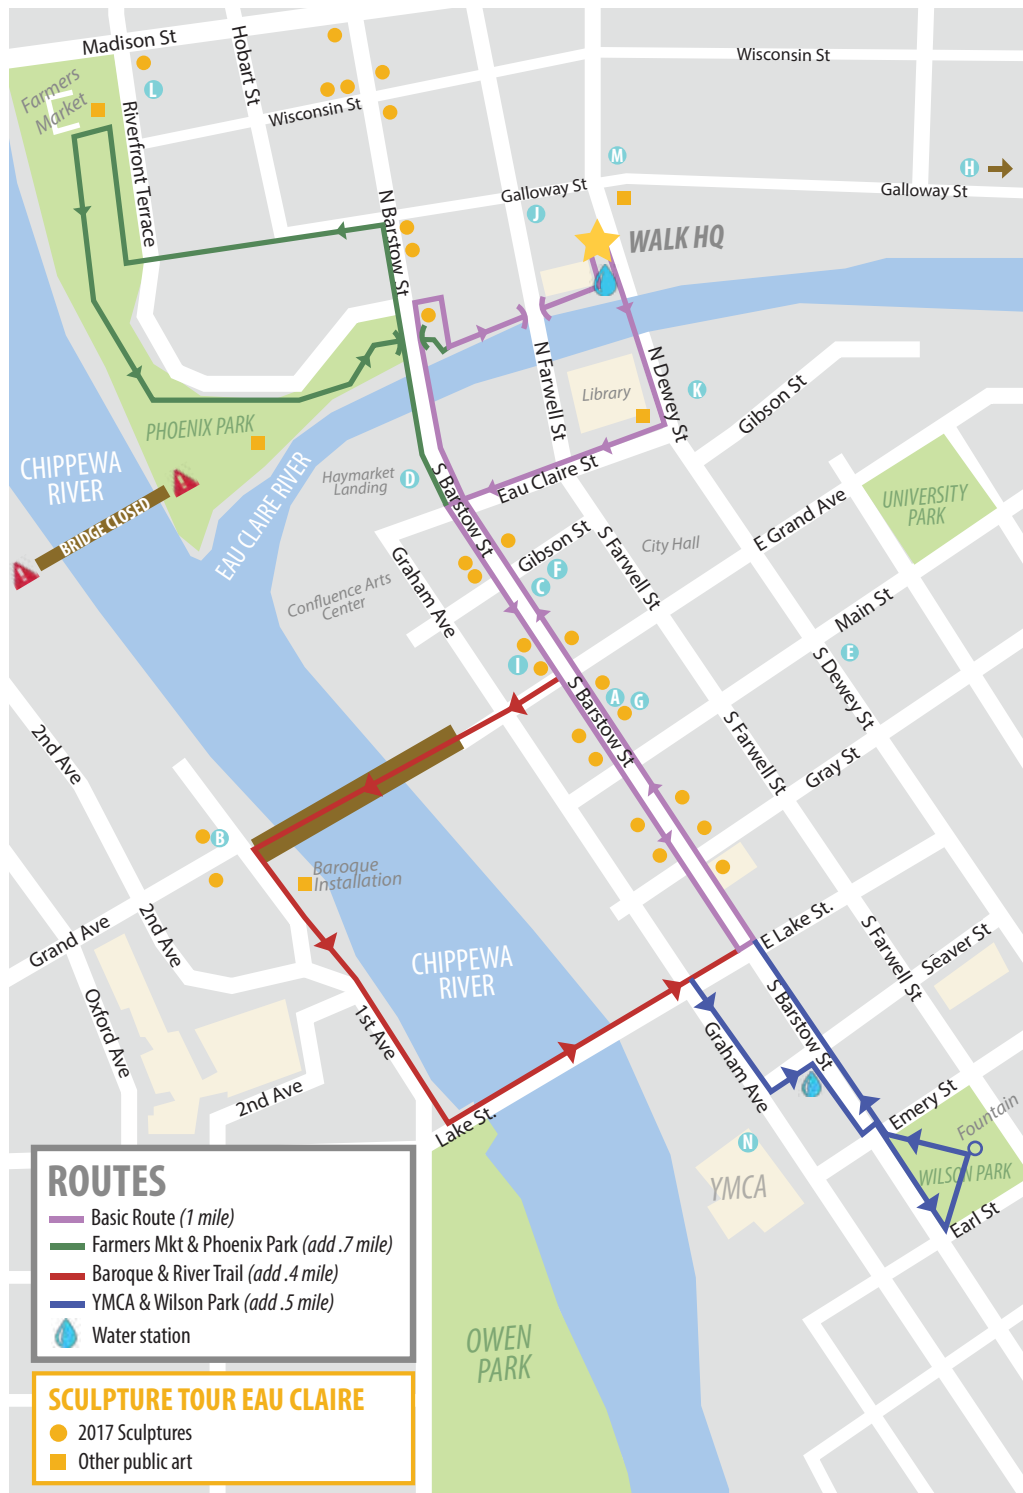 Madison St
Hobart St
Wisconsin St
Farmers
Market
L
Riverfront Terrace
Wisconsin St
M
H
Galloway St
Galloway St
N Barstow St
J
WALK HQ
N Farwell St
N Dewey St
Library
K
Gibson St
PHOENIX PARK
CHIPPEWA
RIVER
BRIDGE CLOSED
EAU CLAIRE RIVER
Haymarket
Landing
D
S Barstow St
Eau Claire St
UNIVERSITY
PARK
E Grand Ave
Gibson St
S Farwell St
City Hall
F
C
Graham Ave
Confluence Arts
Center
Main St
S Dewey St
E
I
S Barstow St
A
G
S Farwell St
Gray St
2nd Ave
B
Baroque
Installation
Grand Ave
2nd Ave
CHIPPEWA
RIVER
E Lake St.
S Farwell St
Seaver St
Oxford Ave
1st Ave
S Barstow St
Graham Ave
2nd Ave
Lake St.
Emery St
Fountain
N
YMCA
WILSON PARK
Earl St
OWEN
PARK
ROUTES
Basic Route (1 mile)
Farmers Mkt & Phoenix Park (add .7 mile)
Baroque & River Trail (add .4 mile)
YMCA & Wilson Park (add .5 mile)
Water station
SCULPTURE TOUR EAU CLAIRE
2017 Sculptures
Other public art